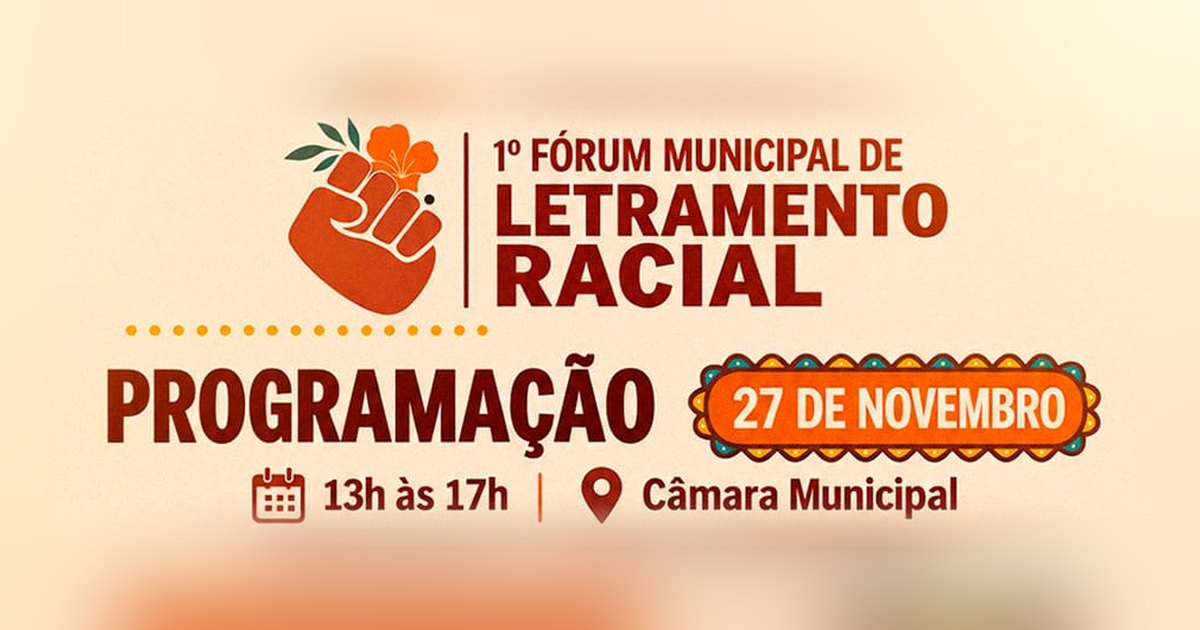 1º FÓRUM MUNICIPAL DE
LETRAMENTO
RACIAL
PROGRAMAÇÃO
27 DE NOVEMBRO
13h às 17h
Câmara Municipal